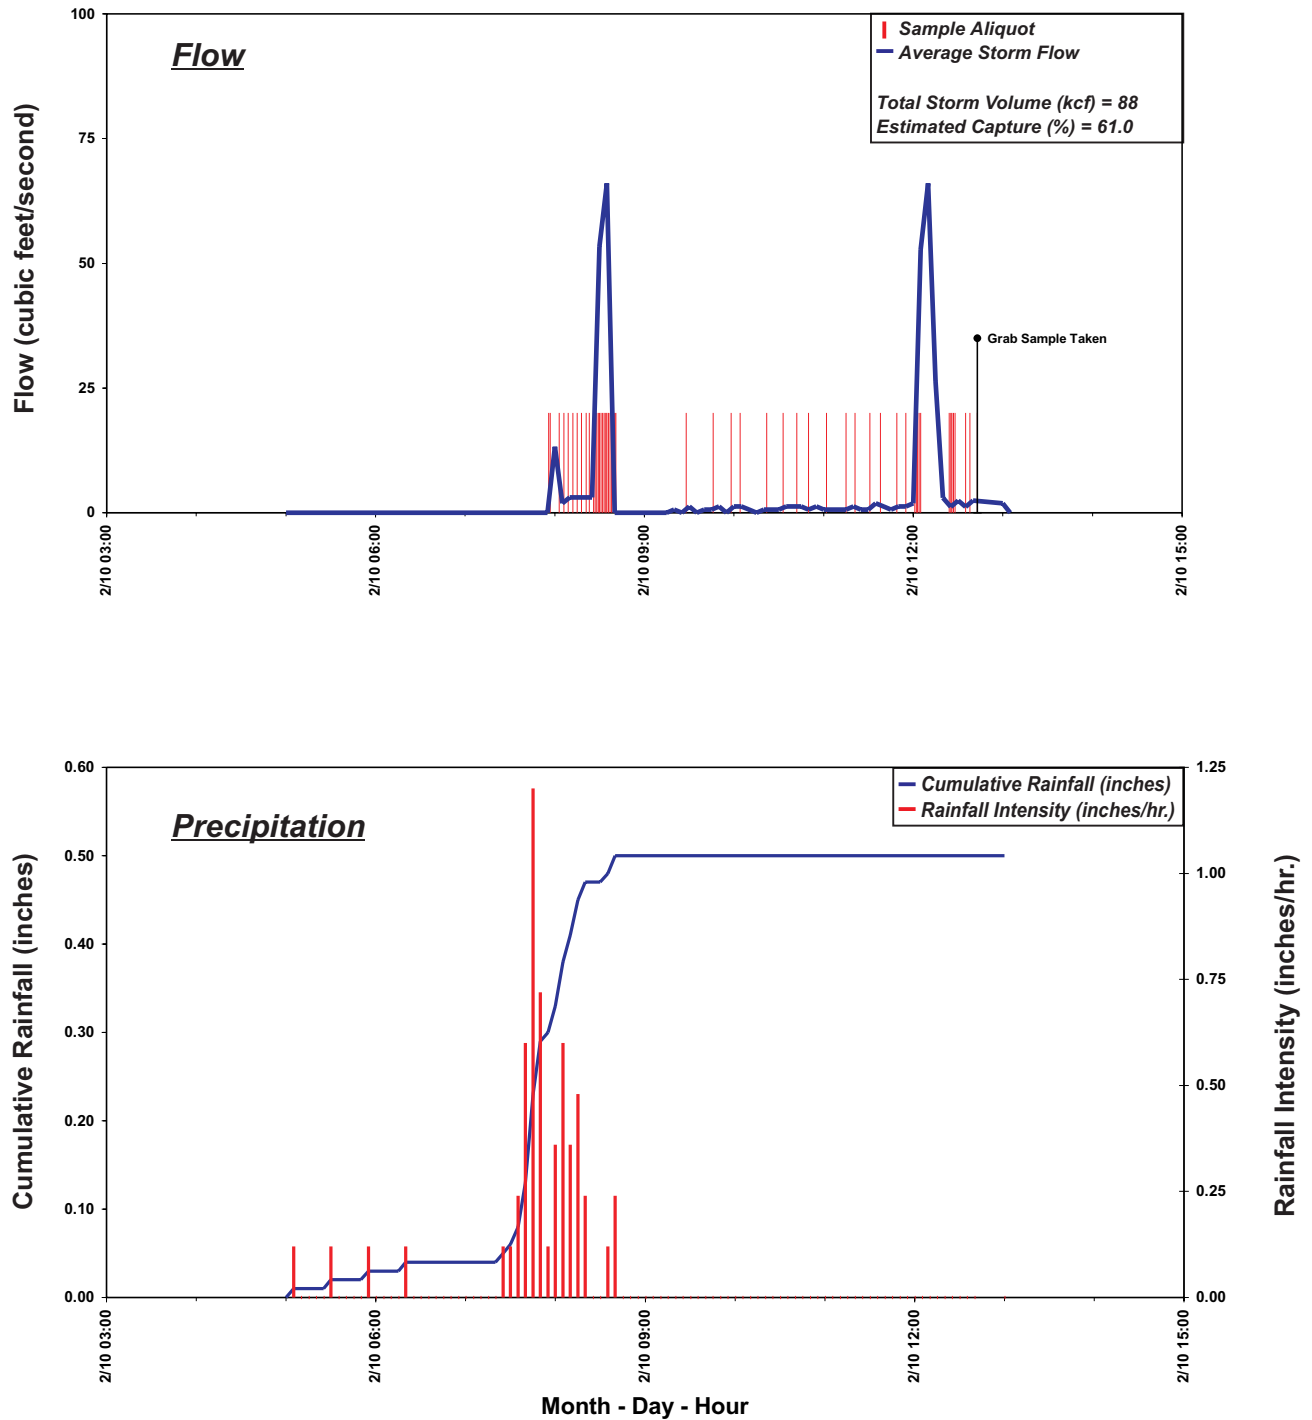 Flow
Sample Aliquot
Average Storm Flow
Total Storm Volume (kcf) = 88
Estimated Capture (%) = 61.0
Flow (cubic feet/second)
100
75
50
25
0
Grab Sample Taken
2/10 03:00
2/10 06:00
2/10 09:00
2/10 12:00
2/10 15:00
Precipitation
Cumulative Rainfall (inches)
Rainfall Intensity (inches/hr.)
Cumulative Rainfall (inches)
0.60
0.50
0.40
0.30
0.20
0.10
0.00
1.25
1.00
0.75
0.50
0.25
0.00
Rainfall Intensity (inches/hr.)
2/10 03:00
2/10 06:00
2/10 09:00
2/10 12:00
2/10 15:00
Month - Day - Hour